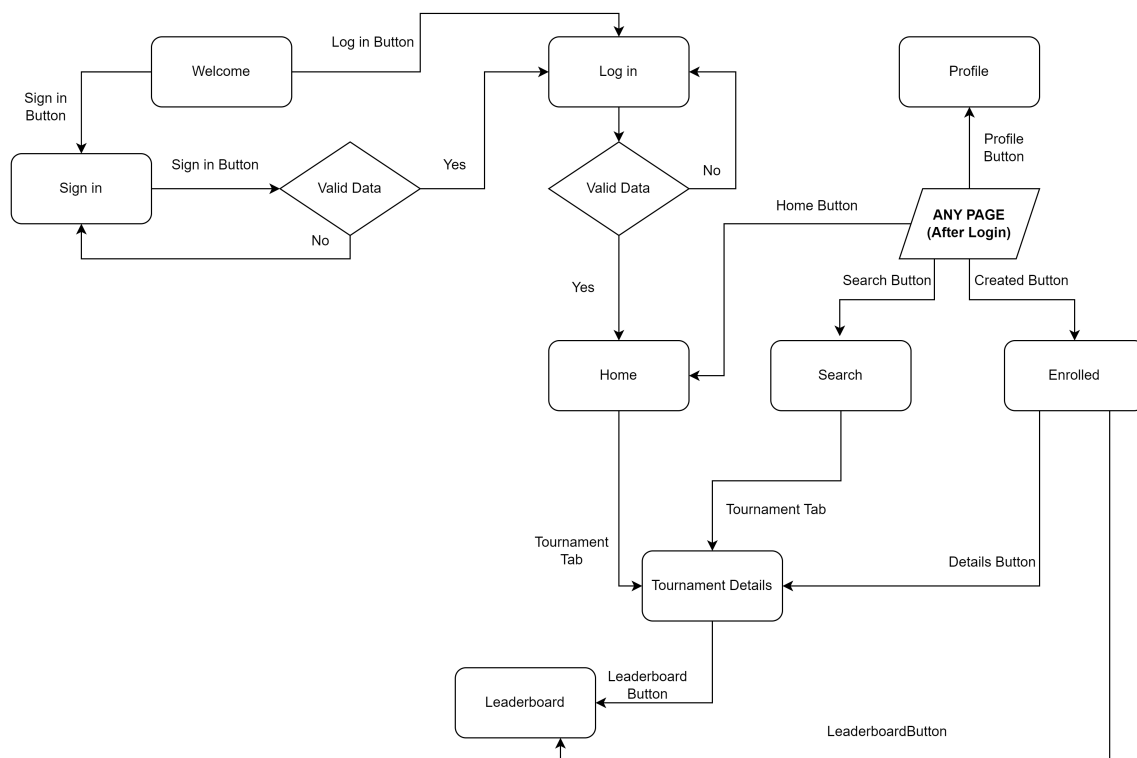 Log in Button
Welcome
Log in
Profile
Sign in
Button
Profile
Button
Sign in Button
Yes
No
Sign in
Valid Data
Valid Data
Home Button
ANY PAGE
(After Login)
No
Search Button
Created Button
Yes
Home
Search
Enrolled
Tournament Tab
Tournament
Tab
Details Button
Tournament Details
Leaderboard
Button
Leaderboard
LeaderboardButton